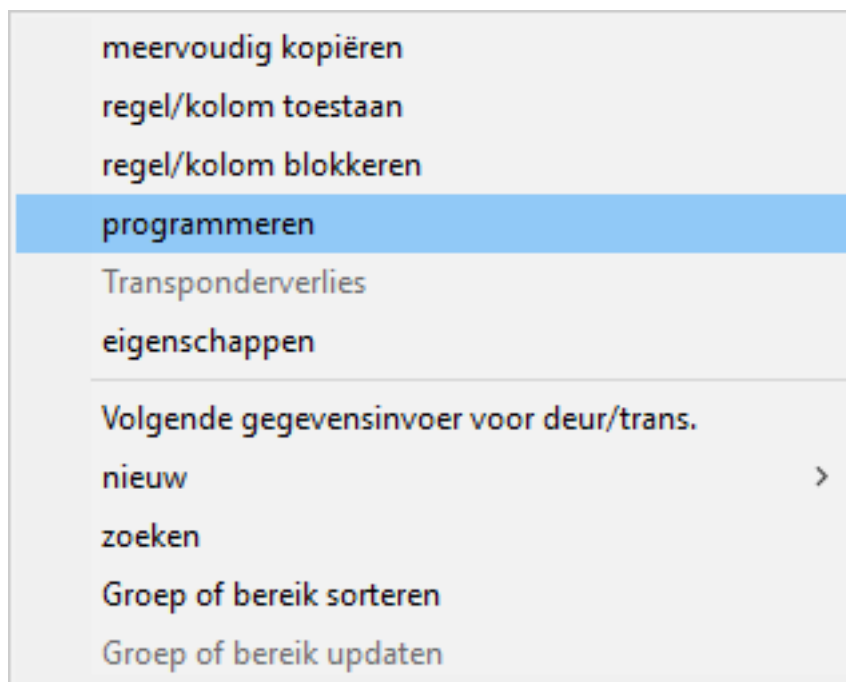 meervoudig kopiëren
regel/kolom toestaan
regel/kolom blokkeren
programmeren
Transponderverlies
eigenschappen
Volgende gegevensinvoer voor deur/trans.
nieuw
zoeken
Groep of bereik sorteren
Groep of bereik updaten